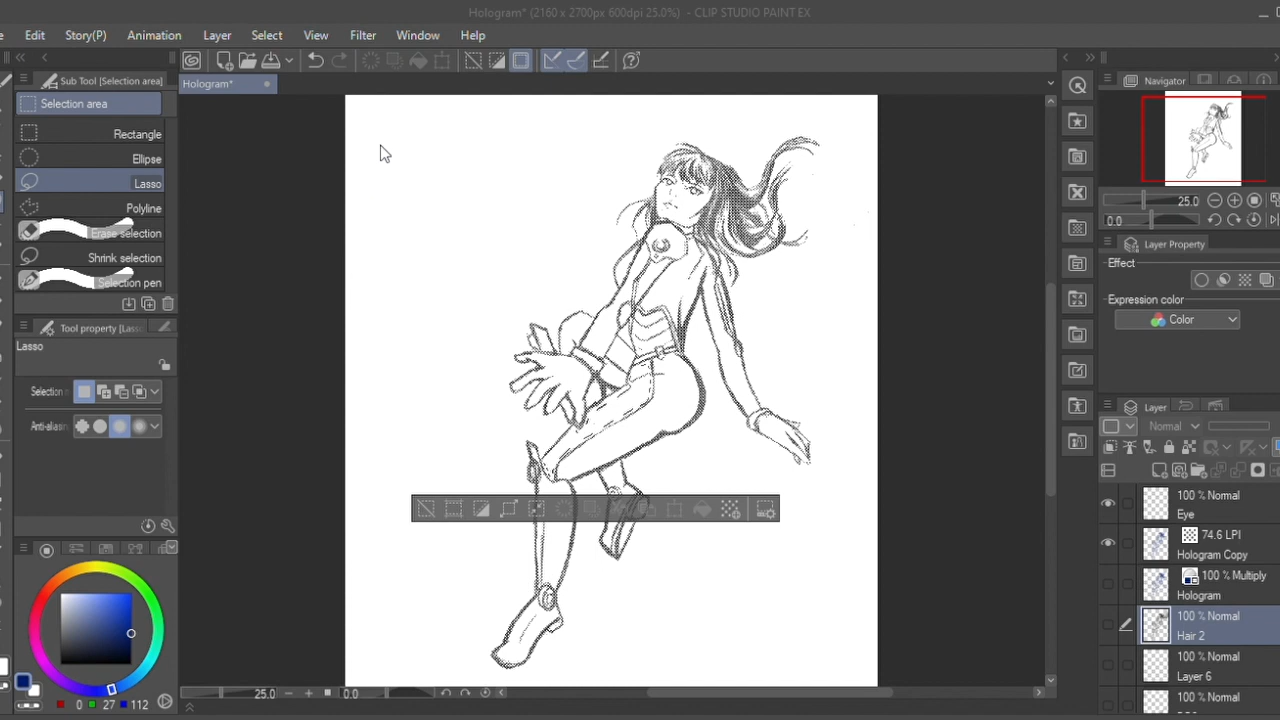 Hologram* (2160 x 2700px 600dpi 25.0%) - CLIP STUDIO PAINT EX
Edit Story(P) Animation Layer Select View Filter Window Help
Hologram*
Sub Tool [Selection area]
Selection area
Rectangle
Ellipse
Lasso
Polyline
Erase selection
Shrink selection
Selection pen
Tool property [Lasso
Lasso
Selection
Anti-aliasin
0 27 112
25.0 0.0
Navigator
25.0
0.0
Layer Property
Effect
Expression color
Color
Layer
Normal
100 % Normal
Eye
74.6 LPI
Hologram Copy
100 % Multiply
Hologram
100 % Normal
Hair 2
100 % Normal
Layer 6
100 % Normal